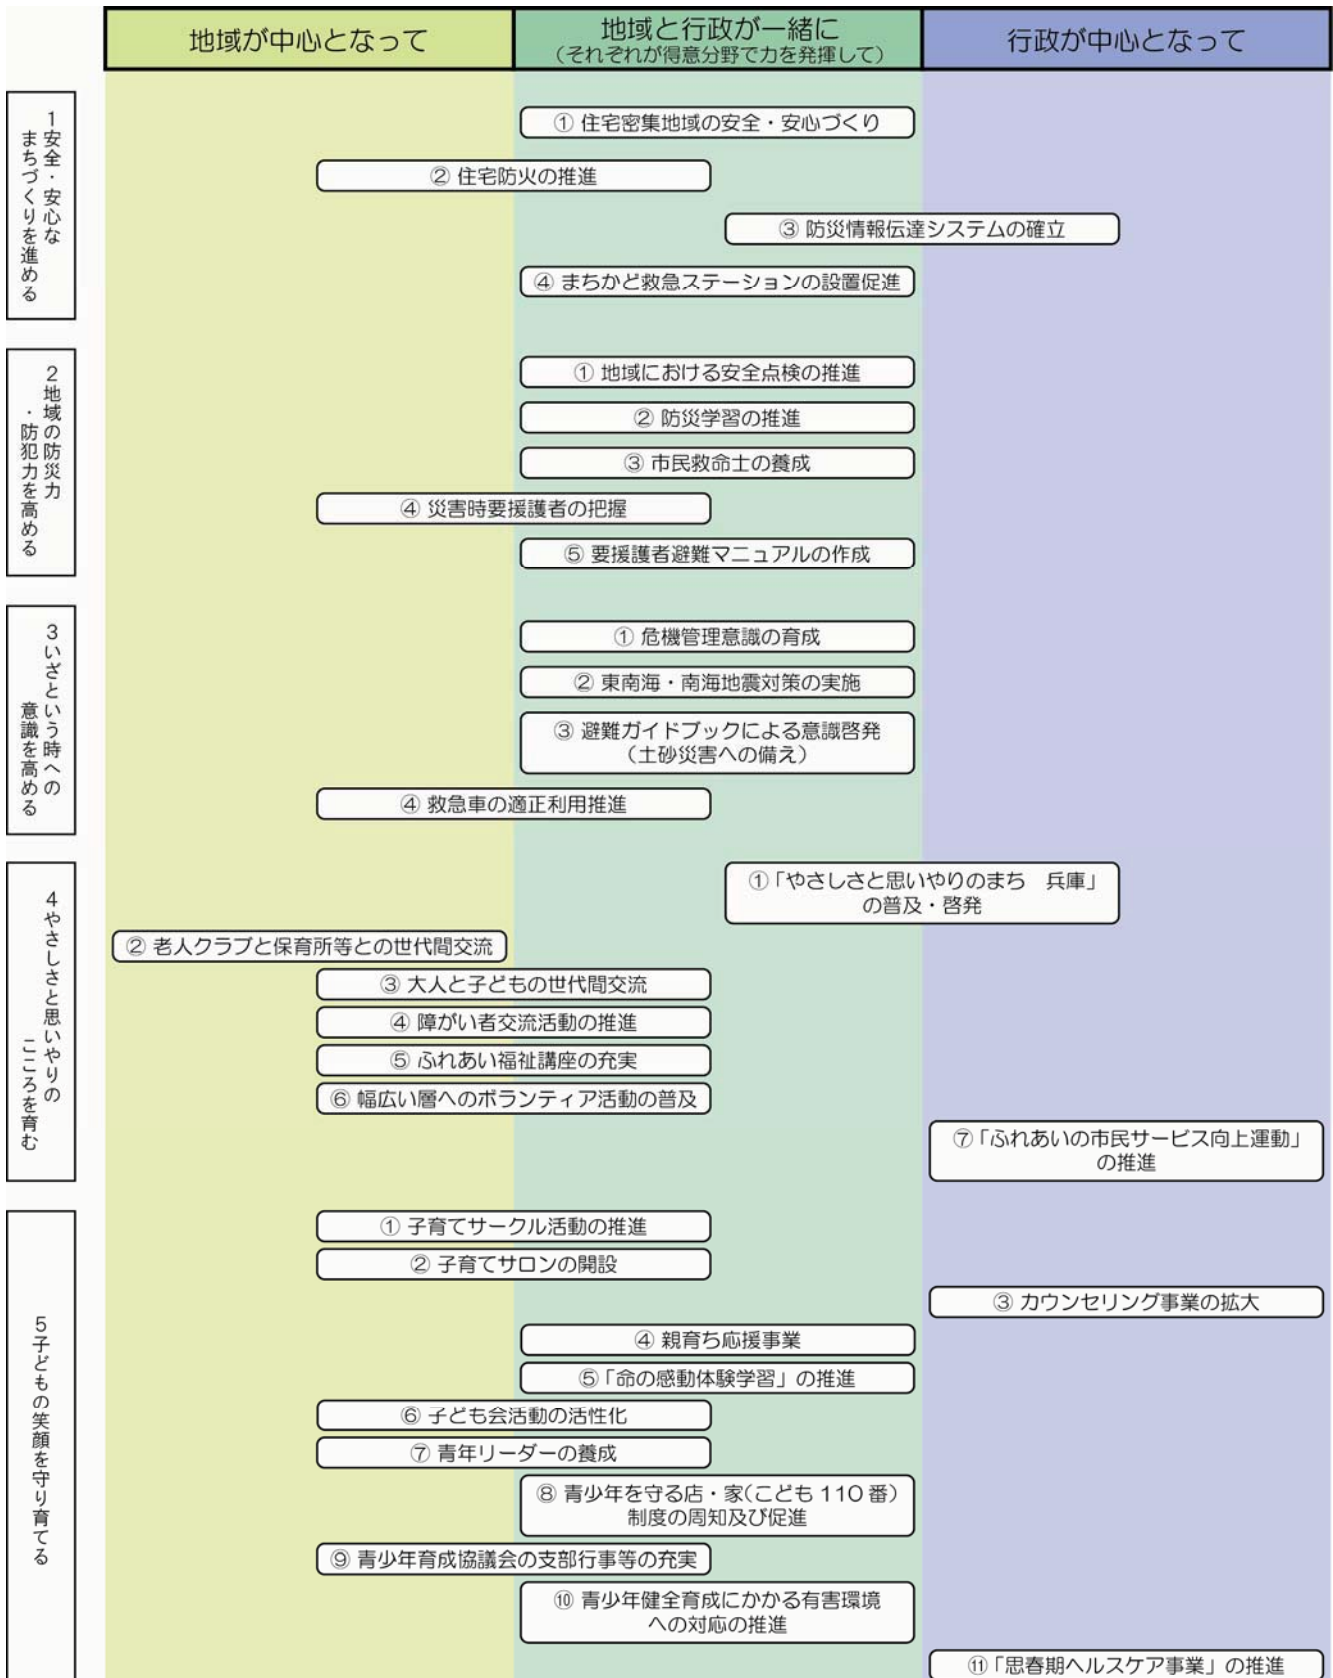 地域が中心となって
地域と行政が一緒に
(それぞれが得意分野で力を発揮して)
行政が中心となって
1安全・安心な
まちづくりを進める
① 住宅密集地域の安全・安心づくり
② 住宅防火の推進
③ 防災情報伝達システムの確立
④ まちかど救急ステーションの設置促進
2地域の防災力
・防犯力を高める
① 地域における安全点検の推進
② 防災学習の推進
③ 市民救命士の養成
④ 災害時要援護者の把握
⑤ 要援護者避難マニュアルの作成
3いざという時への
意識を高める
① 危機管理意識の育成
② 東南海・南海地震対策の実施
③ 避難ガイドブックによる意識啓発
(土砂災害への備え)
④ 救急車の適正利用推進
4やさしさと思いやりの
こころを育む
①「やさしさと思いやりのまち　兵庫」
の普及・啓発
② 老人クラブと保育所等との世代間交流
③ 大人と子どもの世代間交流
④ 障がい者交流活動の推進
⑤ ふれあい福祉講座の充実
⑥ 幅広い層へのボランティア活動の普及
⑦「ふれあいの市民サービス向上運動」
の推進
5子どもの笑顔を守り育てる
① 子育てサークル活動の推進
② 子育てサロンの開設
③ カウンセリング事業の拡大
④ 親育ち応援事業
⑤「命の感動体験学習」の推進
⑥ 子ども会活動の活性化
⑦ 青年リーダーの養成
⑧ 青少年を守る店・家(こども110番)
制度の周知及び促進
⑨ 青少年育成協議会の支部行事等の充実
⑩ 青少年健全育成にかかる有害環境
への対応の推進
⑪「思春期ヘルスケア事業」の推進